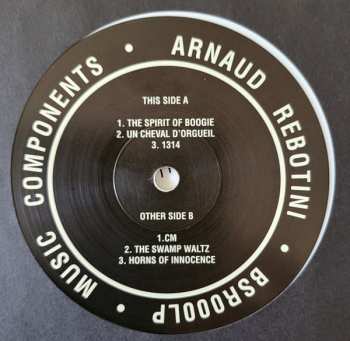 MUSIC COMPONENTS • ARNAUD REBOTINI • BSR000LP •
THIS SIDE A
1. THE SPIRIT OF BOOGIE
2. UN CHEVAL D'ORGUEIL
3. 1314
OTHER SIDE B
1.CM
2. THE SWAMP WALTZ
3. HORNS OF INNOCENCE